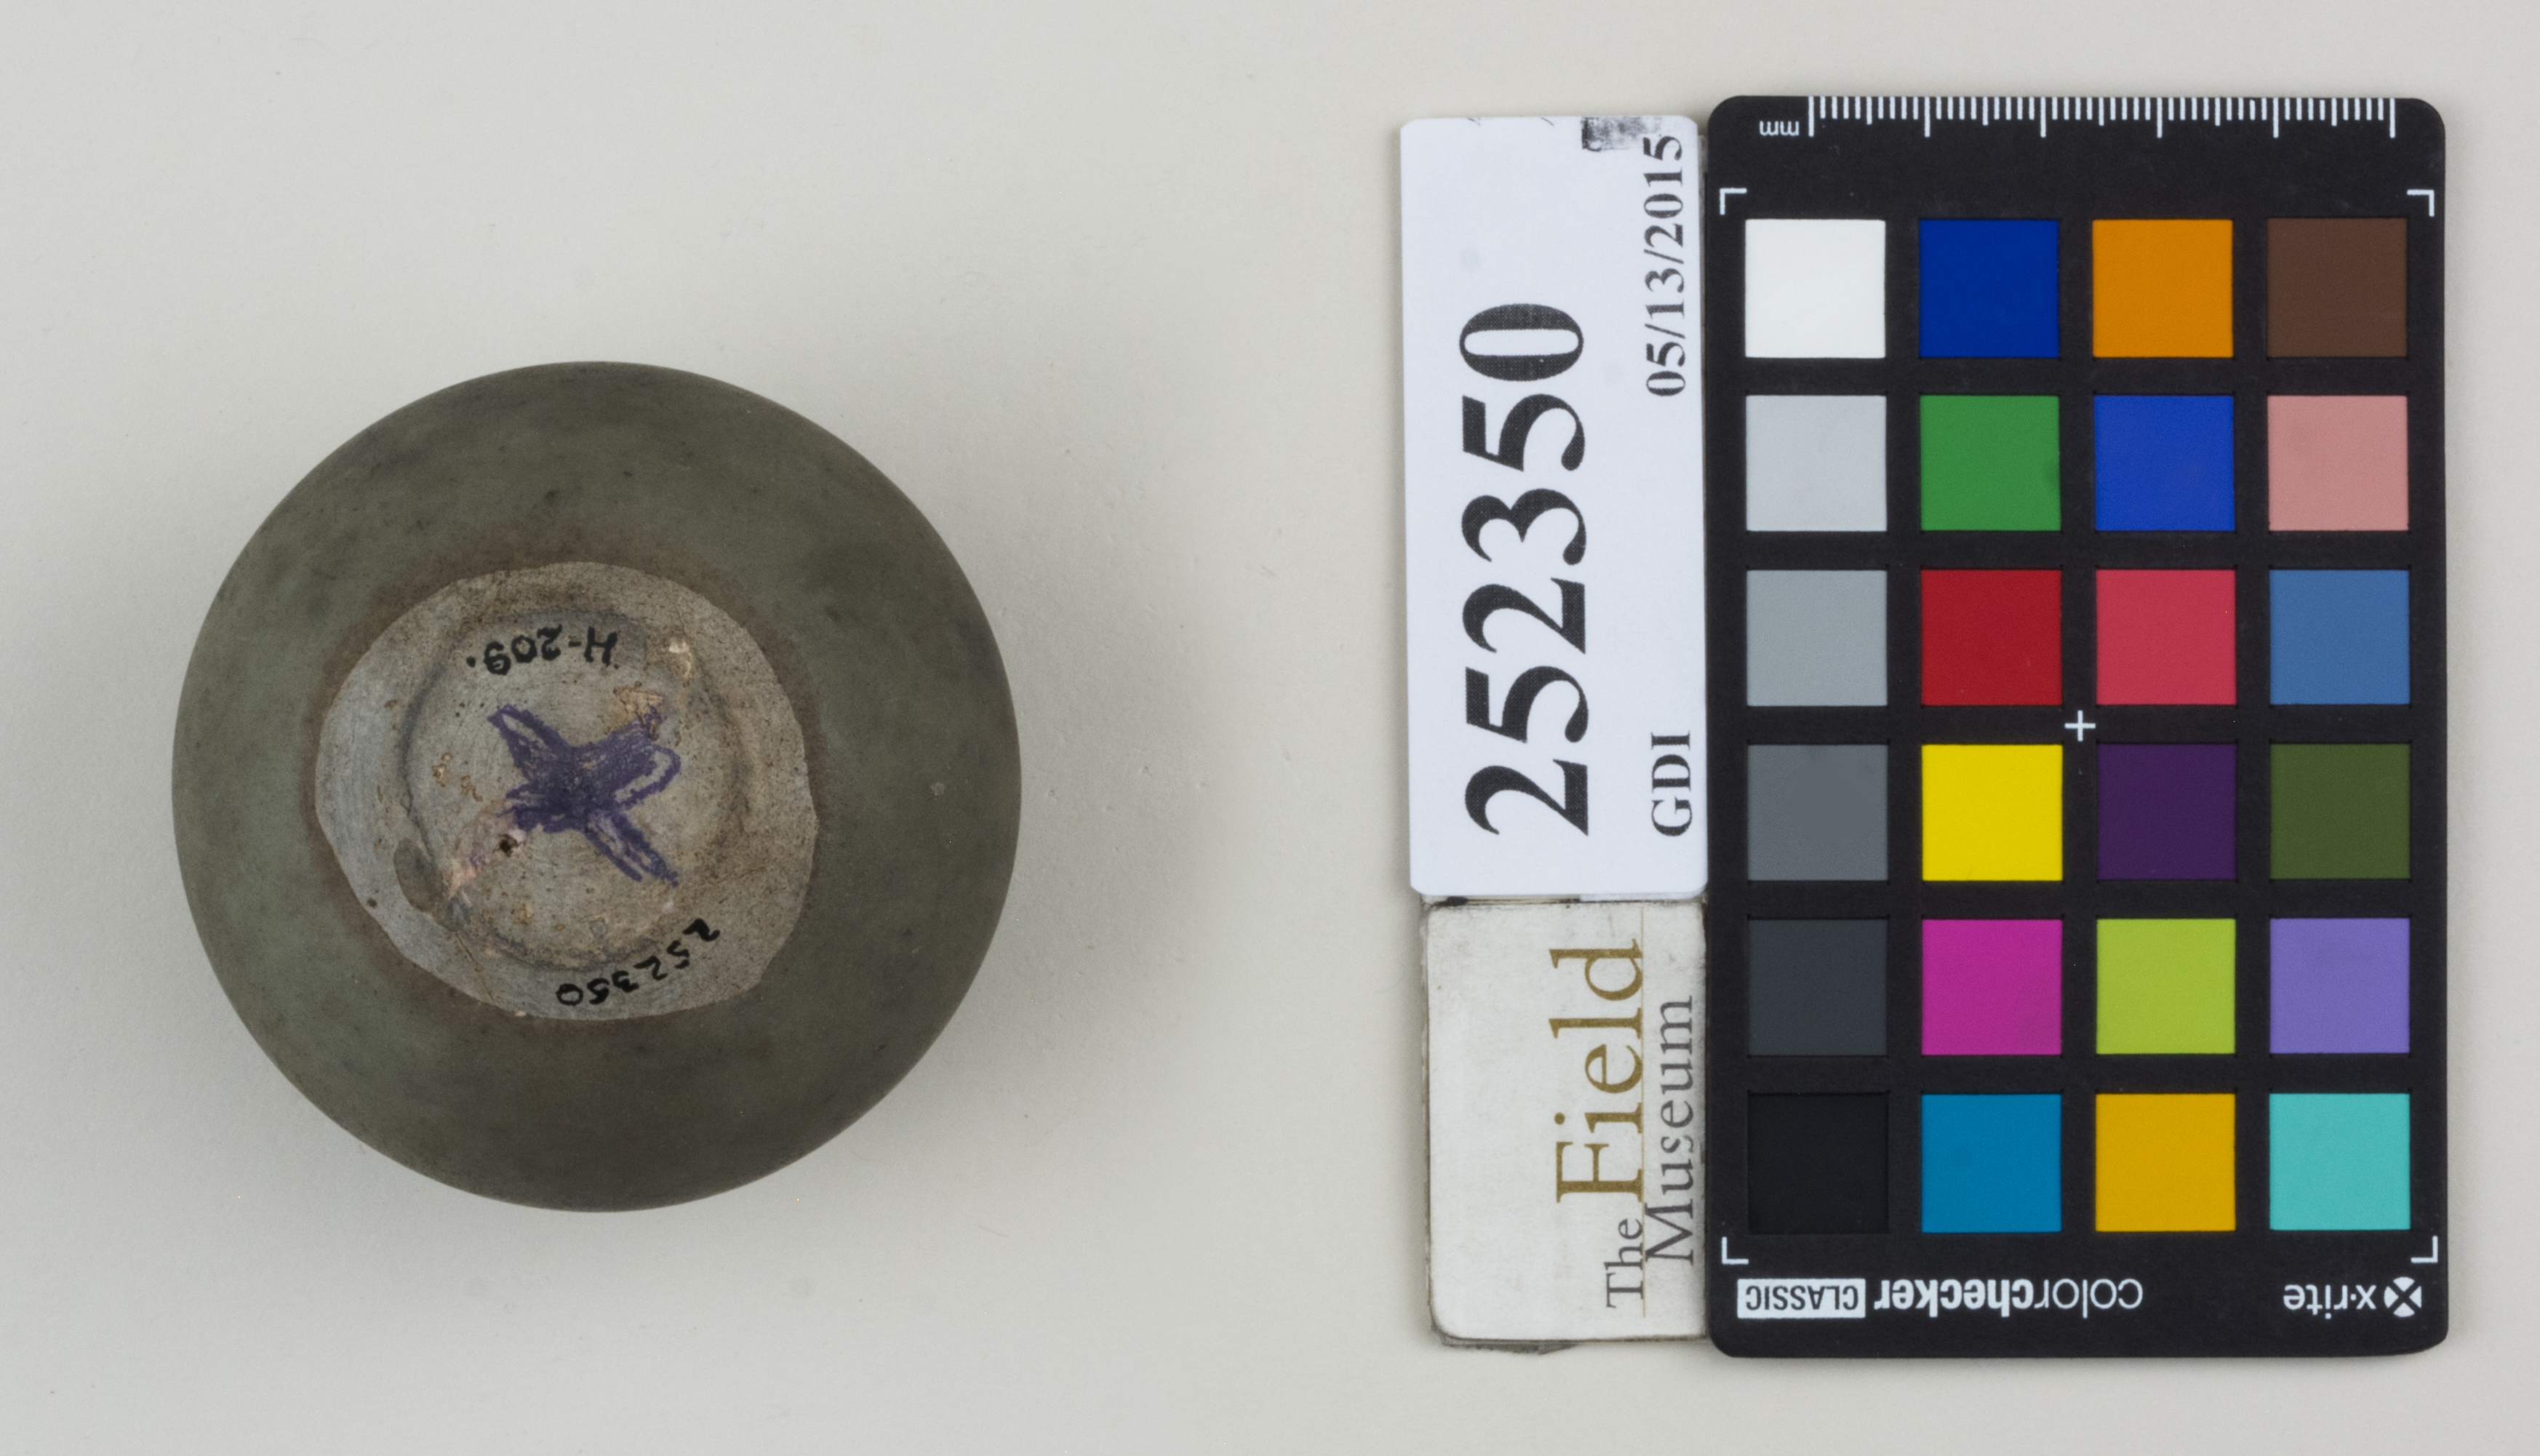 H-209.
252350
252350
05/13/2015
GDI
The Field
Museum
mm
x·rite
colorchecker CLASSIC